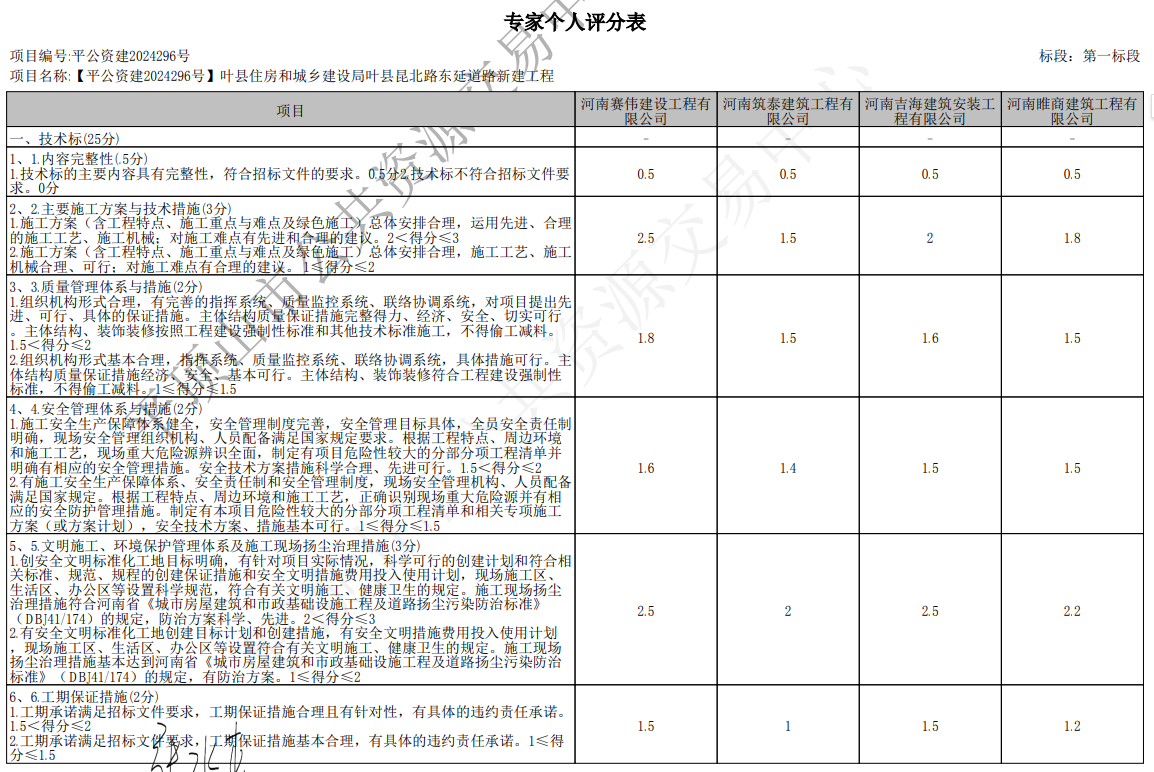 专家个人评分表
项目编号:平公资建2024296号
标段：第一标段
项目名称:【平公资建2024296号】叶县住房和城乡建设局叶县昆北路东延道路新建工程
项目
河南赛伟建设工程有
限公司
河南筑泰建筑工程有
限公司
河南吉海建筑安装工
程有限公司
河南睢商建筑工程有
限公司
一、技术标(25分)
-
-
-
-
1、1.内容完整性(.5分)
1.技术标的主要内容具有完整性，符合招标文件的要求。0.5分2.技术标不符合招标文件要
求。0分
0.5
0.5
0.5
0.5
2、2.主要施工方案与技术措施(3分)
1.施工方案（含工程特点、施工重点与难点及绿色施工）总体安排合理，运用先进、合理
的施工工艺、施工机械；对施工难点有先进和合理的建议。2＜得分≤3
2.施工方案（含工程特点、施工重点与难点及绿色施工）总体安排合理，施工工艺、施工
机械合理、可行；对施工难点有合理的建议。1≤得分≤2
2.5
1.5
2
1.8
3、3.质量管理体系与措施(2分)
1.组织机构形式合理，有完善的指挥系统、质量监控系统、联络协调系统，对项目提出先
进、可行、具体的保证措施。主体结构质量保证措施完整得力、经济、安全、切实可行
。主体结构、装饰装修按照工程建设强制性标准和其他技术标准施工，不得偷工减料。
1.5＜得分≤2
2.组织机构形式基本合理，指挥系统、质量监控系统、联络协调系统，具体措施可行。主
体结构质量保证措施经济、安全、基本可行。主体结构、装饰装修符合工程建设强制性
标准，不得偷工减料。1≤得分≤1.5
1.8
1.5
1.6
1.5
4、4.安全管理体系与措施(2分)
1.施工安全生产保障体系健全，安全管理制度完善，安全管理目标具体，全员安全责任制
明确，现场安全管理组织机构、人员配备满足国家规定要求。根据工程特点、周边环境
和施工工艺，现场重大危险源辨识全面，制定有项目危险性较大的分部分项工程清单并
明确有相应的安全管理措施。安全技术方案措施科学合理、先进可行。1.5＜得分≤2
2.有施工安全生产保障体系、安全责任制和安全管理制度，现场安全管理机构、人员配备
满足国家规定。根据工程特点、周边环境和施工工艺，正确识别现场重大危险源并有相
应的安全防护管理措施。制定有本项目危险性较大的分部分项工程清单和相关专项施工
方案（或方案计划），安全技术方案、措施基本可行。1≤得分≤1.5
1.6
1.4
1.5
1.5
5、5.文明施工、环境保护管理体系及施工现场扬尘治理措施(3分)
1.创安全文明标准化工地目标明确，有针对项目实际情况，科学可行的创建计划和符合相
关标准、规范、规程的创建保证措施和安全文明措施费用投入使用计划，现场施工区、
生活区、办公区等设置科学规范，符合有关文明施工、健康卫生的规定。施工现场扬尘
治理措施符合河南省《城市房屋建筑和市政基础设施工程及道路扬尘污染防治标准》
（DBJ41/174）的规定，防治方案科学、先进。2＜得分≤3
2.有安全文明标准化工地创建目标计划和创建措施，有安全文明措施费用投入使用计划
，现场施工区、生活区、办公区等设置符合有关文明施工、健康卫生的规定。施工现场
扬尘治理措施基本达到河南省《城市房屋建筑和市政基础设施工程及道路扬尘污染防治
标准》（DBJ41/174）的规定，有防治方案。1≤得分≤2
2.5
2
2.5
2.2
6、6.工期保证措施(2分)
1.工期承诺满足招标文件要求，工期保证措施合理且有针对性，有具体的违约责任承诺。
1.5＜得分≤2
2.工期承诺满足招标文件要求，工期保证措施基本合理，有具体的违约责任承诺。1≤得
分≤1.5
1.5
1
1.5
1.2
平顶山市公共资源交易中
公共资源交易中心